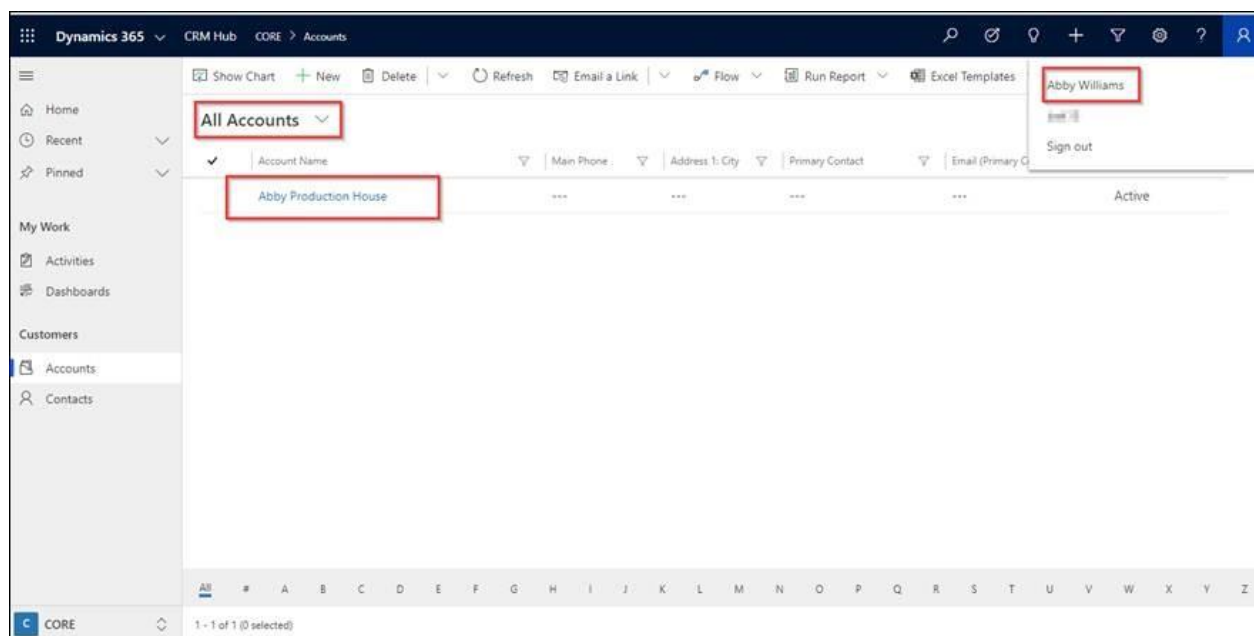 Dynamics 365 CRM Hub CORE > Accounts ?
Show Chart + New Delete Refresh Email a Link Flow Run Report Excel Templates
Abby Williams
Sign out
Home
Recent
Pinned
All Accounts
Account Name Main Phone Address 1: City Primary Contact Email (Primary C
Abby Production House --- --- --- --- Active
My Work
Activities
Dashboards
Customers
Accounts
Contacts
All # A B C D E F G H I J K L M N O P Q R S T U V W X Y Z
C CORE 1 - 1 of 1 (0 selected)